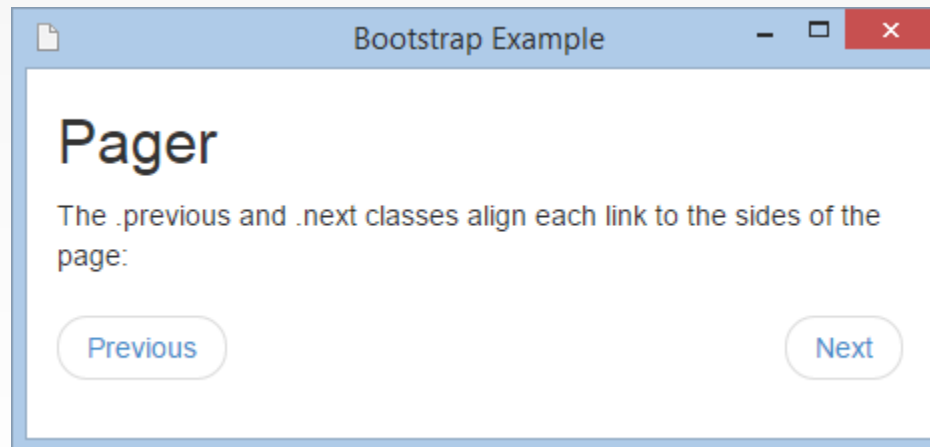 Bootstrap Example
Pager
The .previous and .next classes align each link to the sides of the
page:
Previous
Next